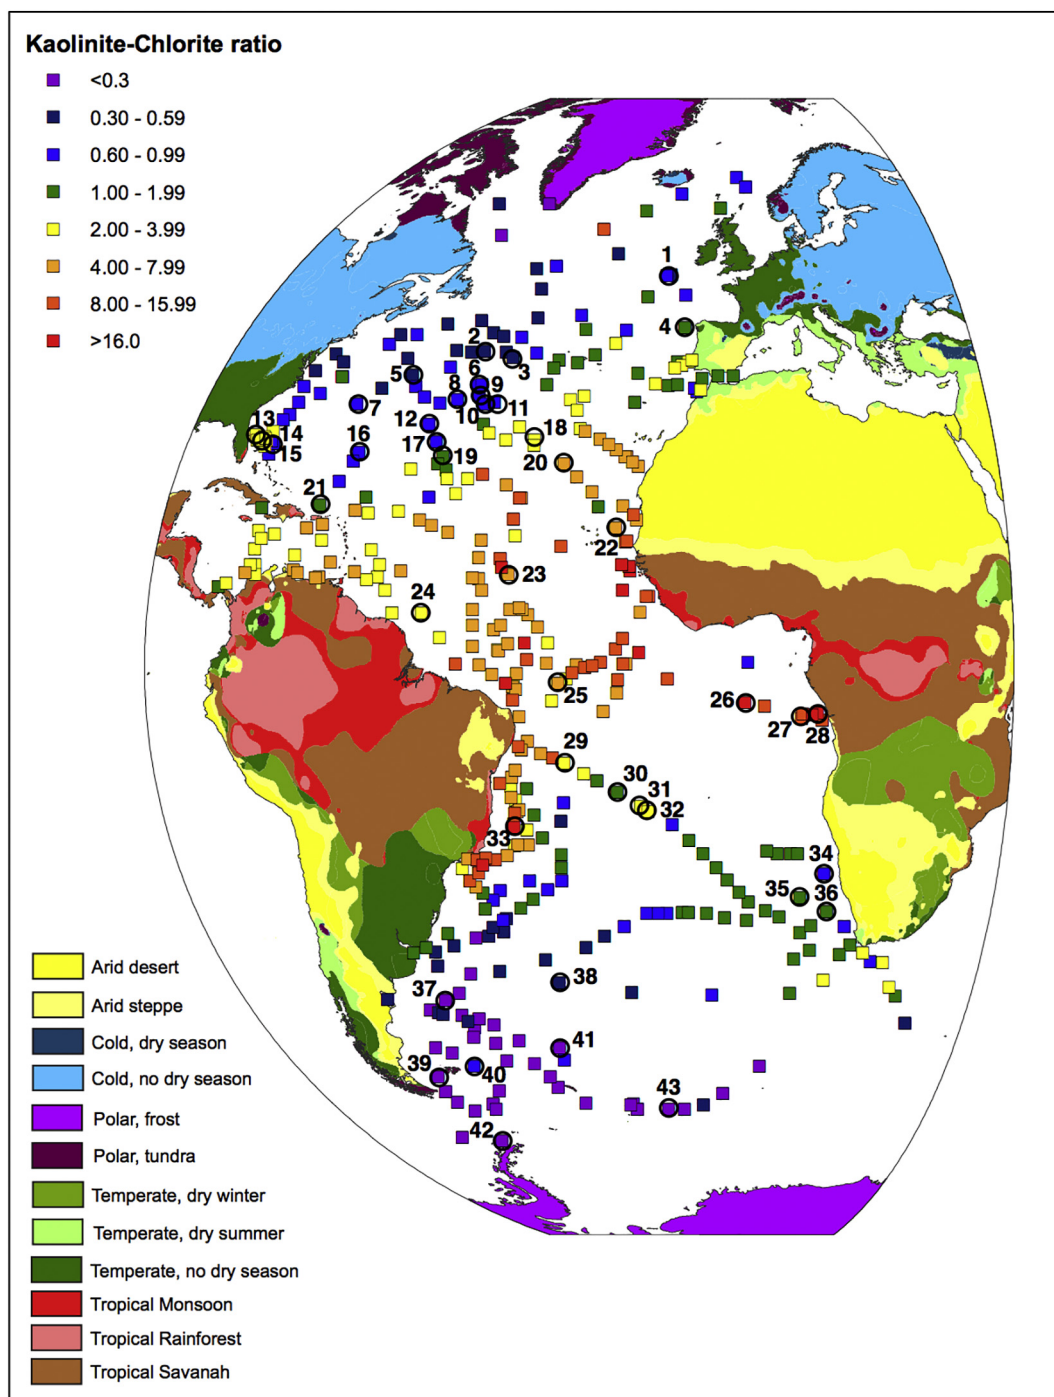 Kaolinite-Chlorite ratio
<0.3
0.30 - 0.59
0.60 - 0.99
1.00 - 1.99
2.00 - 3.99
4.00 - 7.99
8.00 - 15.99
>16.0
1
4
2
3
5
6
8
9
7
10
11
12
13
14
15
16
17
18
19
20
21
22
23
24
25
26
27
28
29
30
31
32
33
34
35
36
37
38
39
40
41
42
43
Arid desert
Arid steppe
Cold, dry season
Cold, no dry season
Polar, frost
Polar, tundra
Temperate, dry winter
Temperate, dry summer
Temperate, no dry season
Tropical Monsoon
Tropical Rainforest
Tropical Savanah